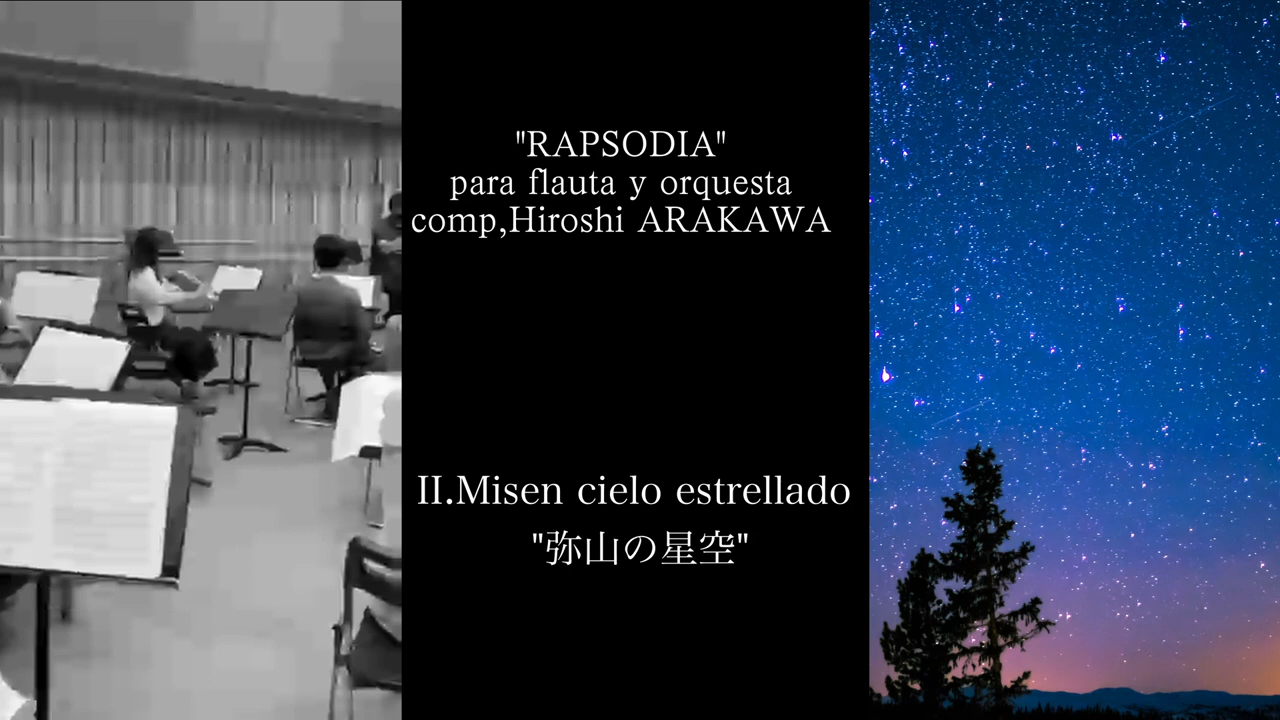 "RAPSODIA"
para flauta y orquesta
comp,Hiroshi ARAKAWA
II.Misen cielo estrellado
"弥山の星空"